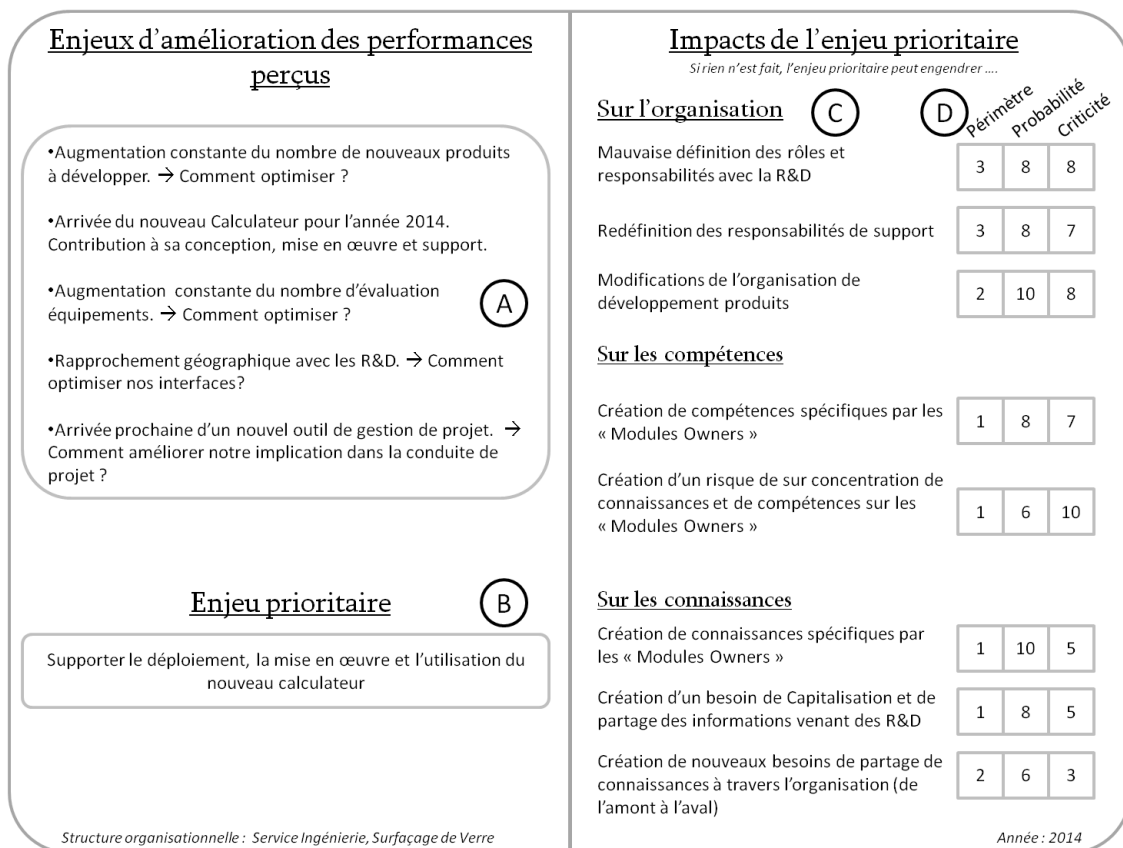 Enjeux d'amélioration des performances
perçus
•Augmentation constante du nombre de nouveaux produits
à développer. → Comment optimiser ?
•Arrivée du nouveau Calculateur pour l'année 2014.
Contribution à sa conception, mise en œuvre et support.
•Augmentation constante du nombre d'évaluation
équipements. → Comment optimiser ?
A
•Rapprochement géographique avec les R&D. → Comment
optimiser nos interfaces?
•Arrivée prochaine d'un nouvel outil de gestion de projet. →
Comment améliorer notre implication dans la conduite de
projet ?
Enjeu prioritaire
B
Supporter le déploiement, la mise en œuvre et l'utilisation du
nouveau calculateur
Structure organisationnelle : Service Ingénierie, Surfaçage de Verre
Impacts de l'enjeu prioritaire
Si rien n'est fait, l'enjeu prioritaire peut engendrer ....
Sur l'organisation
C
D
Périmètre
Probabilité
Criticité
Mauvaise définition des rôles et
responsabilités avec la R&D
3 8 8
Redéfinition des responsabilités de support
3 8 7
Modifications de l'organisation de
développement produits
2 10 8
Sur les compétences
Création de compétences spécifiques par les
« Modules Owners »
1 8 7
Création d'un risque de sur concentration de
connaissances et de compétences sur les
« Modules Owners »
1 6 10
Sur les connaissances
Création de connaissances spécifiques par
les « Modules Owners »
1 10 5
Création d'un besoin de Capitalisation et de
partage des informations venant des R&D
1 8 5
Création de nouveaux besoins de partage de
connaissances à travers l'organisation (de
l'amont à l'aval)
2 6 3
Année : 2014